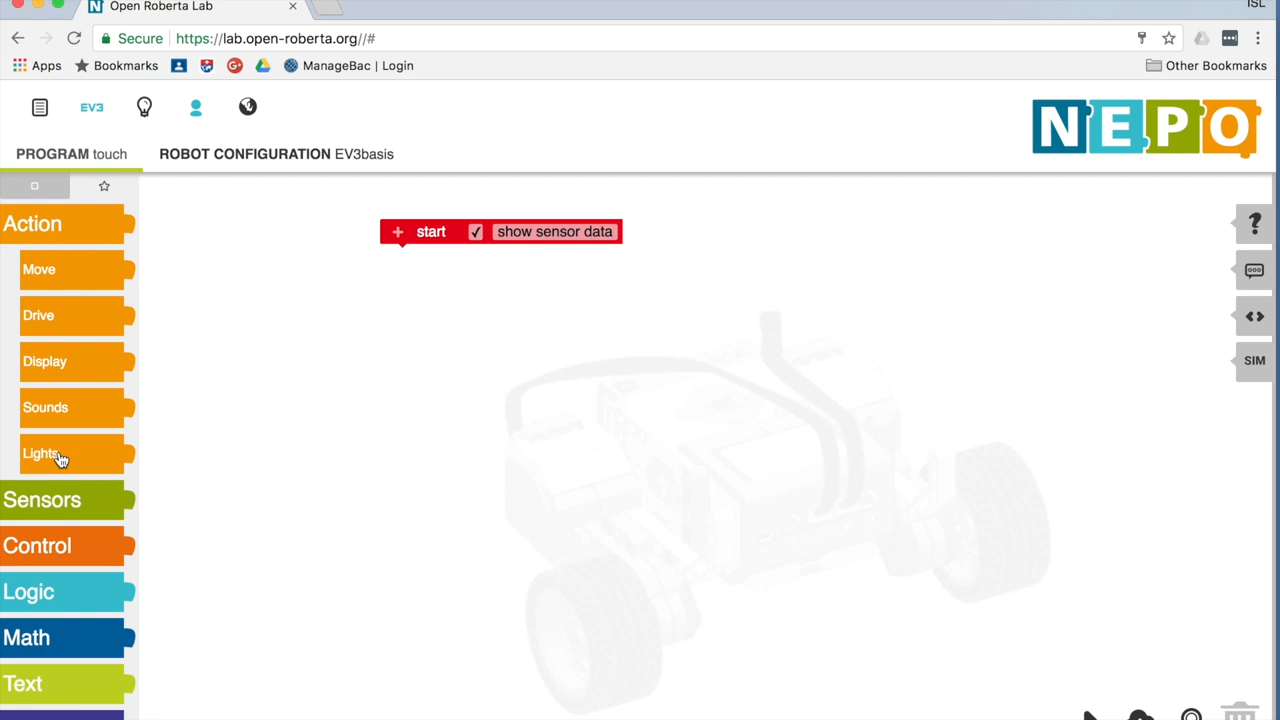 Open Roberta Lab
ISL
Secure https://lab.open-roberta.org//#
Apps Bookmarks ManageBac | Login Other Bookmarks
EV3
NEPO
PROGRAM touch ROBOT CONFIGURATION EV3basis
Action
+ start ✓ show sensor data
?
Move
Drive
Display
SIM
Sounds
Lights
Sensors
Control
Logic
Math
Text